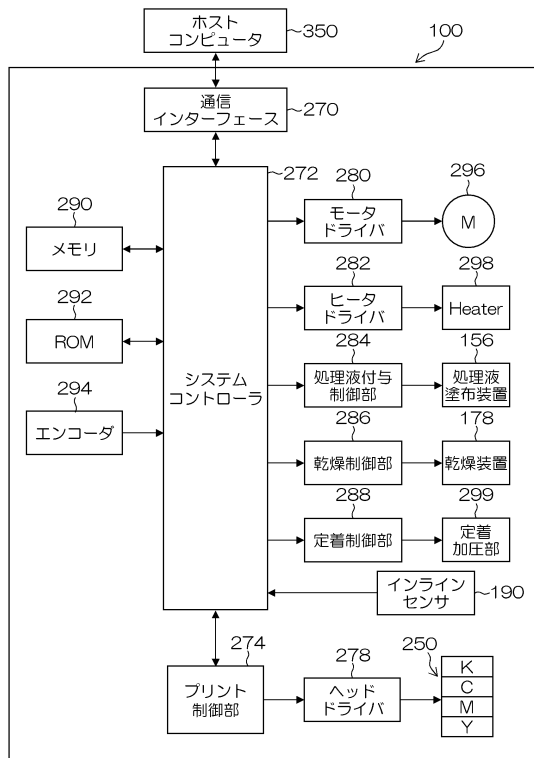 ホスト
コンピュータ
350
100
通信
インターフェース
270
272
290
メモリ
292
ROM
294
エンコーダ
システム
コントローラ
280
モータ
ドライバ
296
M
282
ヒータ
ドライバ
298
Heater
284
処理液付与
制御部
156
処理液
塗布装置
286
乾燥制御部
178
乾燥装置
288
定着制御部
299
定着
加圧部
インライン
センサ
190
274
プリント
制御部
278
ヘッド
ドライバ
250
K
C
M
Y